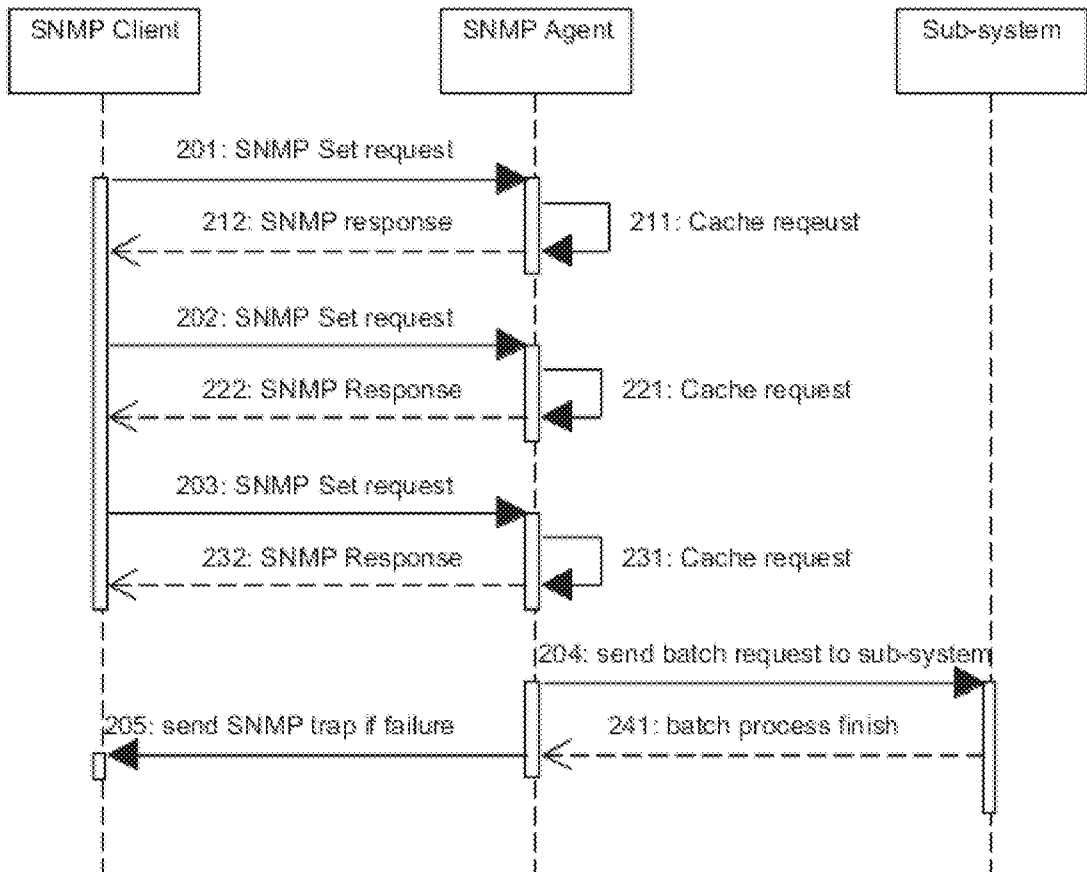 SNMP Client
SNMP Agent
Sub-system
201: SNMP Set request
212: SNMP response
211: Cache reqeust
202: SNMP Set request
222: SNMP Response
221: Cache request
203: SNMP Set request
232: SNMP Response
231: Cache request
204: send batch request to sub-system
205: send SNMP trap if failure
241: batch process finish